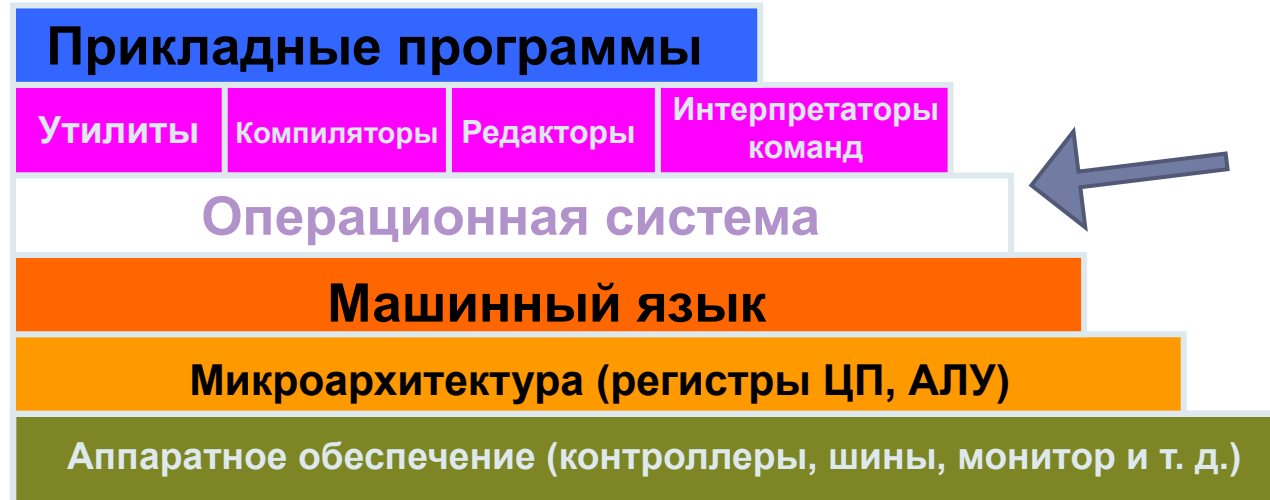 Прикладные программы
Утилиты
Компиляторы
Редакторы
Интерпретаторы
команд
Операционная система
Машинный язык
Микроархитектура (регистры ЦП, АЛУ)
Аппаратное обеспечение (контроллеры, шины, монитор и т. д.)